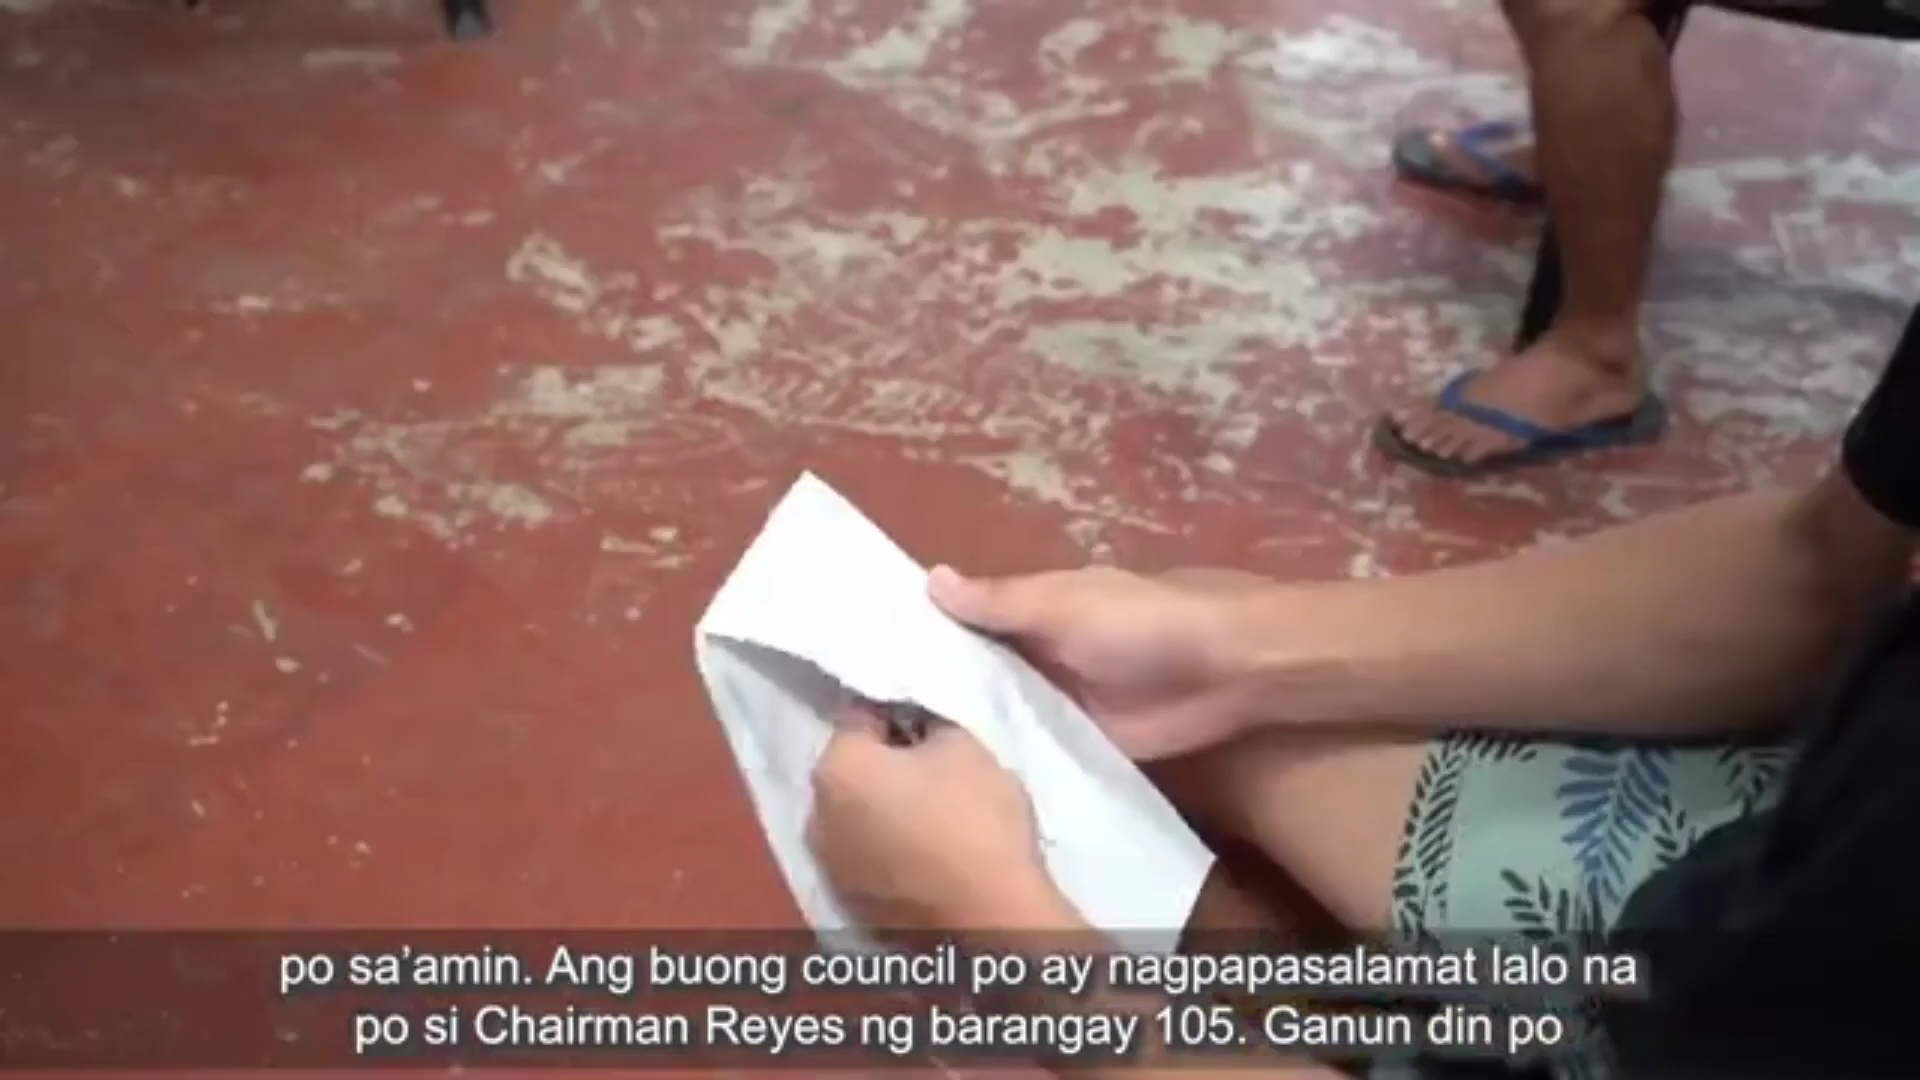 po sa’amin. Ang buong council po ay nagpapasalamat lalo na
po si Chairman Reyes ng barangay 105. Ganun din po